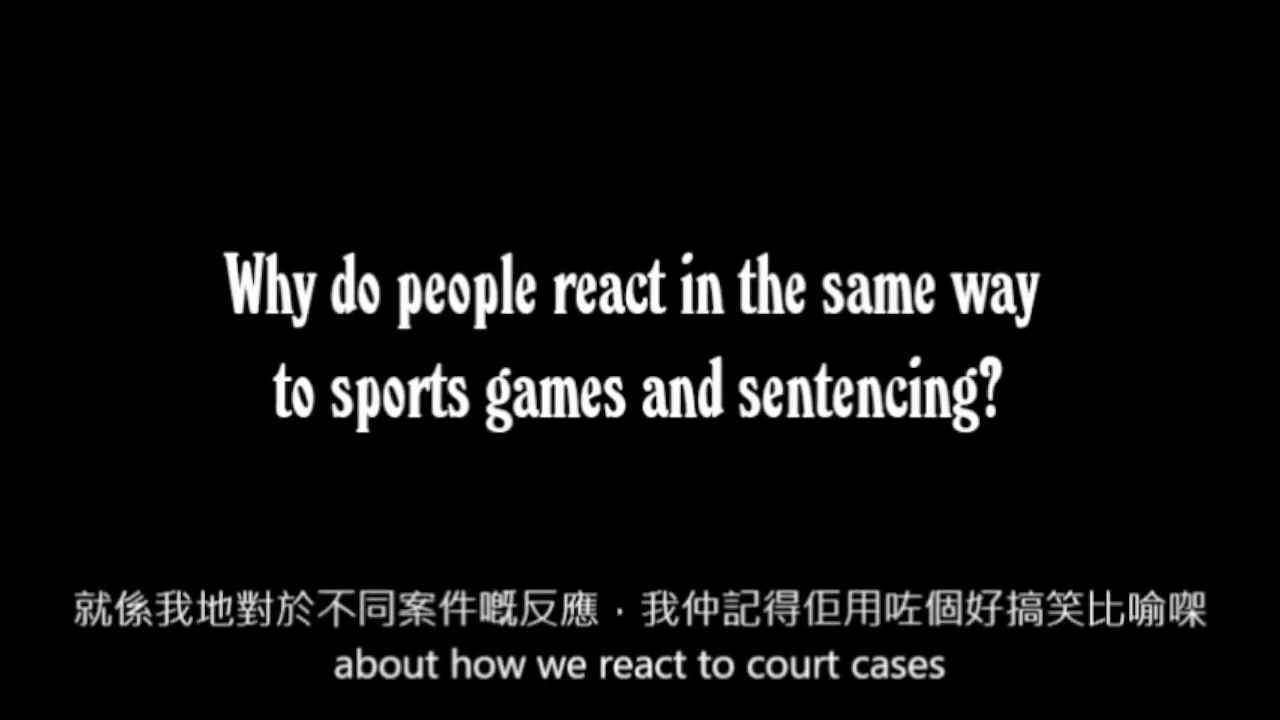 Why do people react in the same way
to sports games and sentencing?
就係我地對於不同案件嘅反應，我仲記得佢用咗個好搞笑比喻㗎
about how we react to court cases